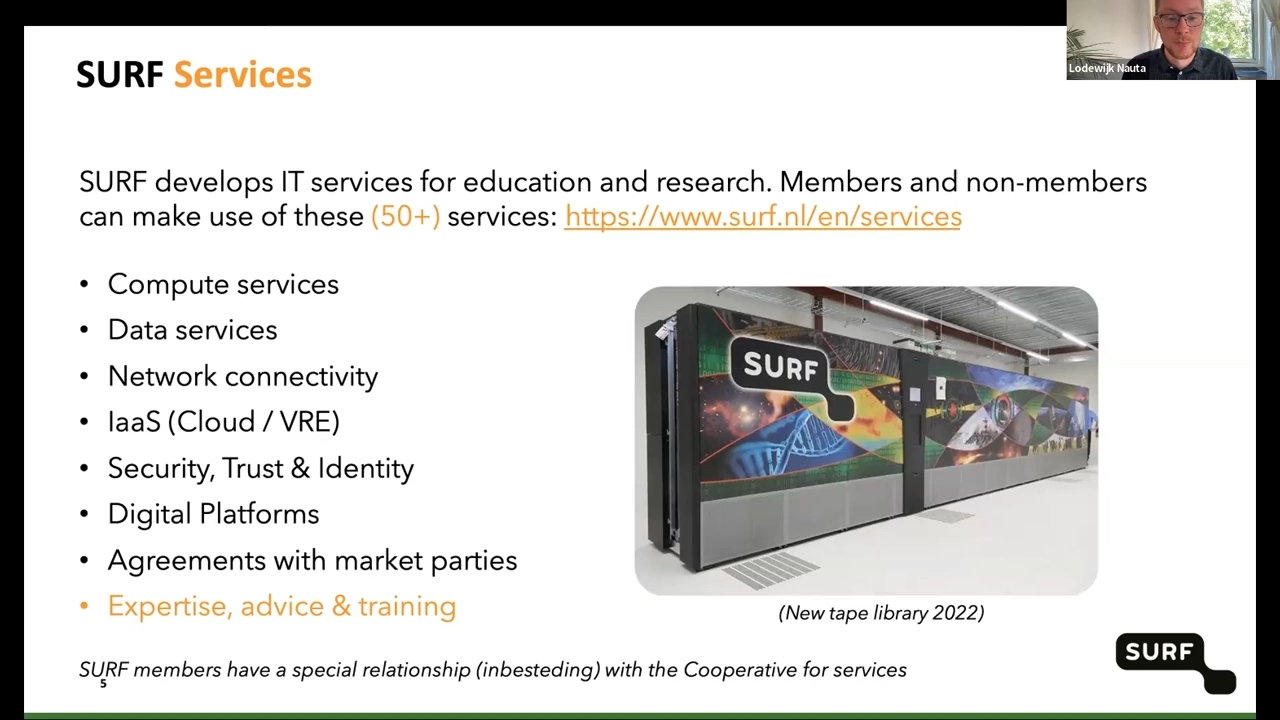 Lodewijk Nauta
SURF Services
SURF develops IT services for education and research. Members and non-members
can make use of these (50+) services: https://www.surf.nl/en/services
• Compute services
• Data services
• Network connectivity
• IaaS (Cloud / VRE)
• Security, Trust & Identity
• Digital Platforms
• Agreements with market parties
• Expertise, advice & training
SURF
(New tape library 2022)
SURF
SURF members have a special relationship (inbesteding) with the Cooperative for services
5